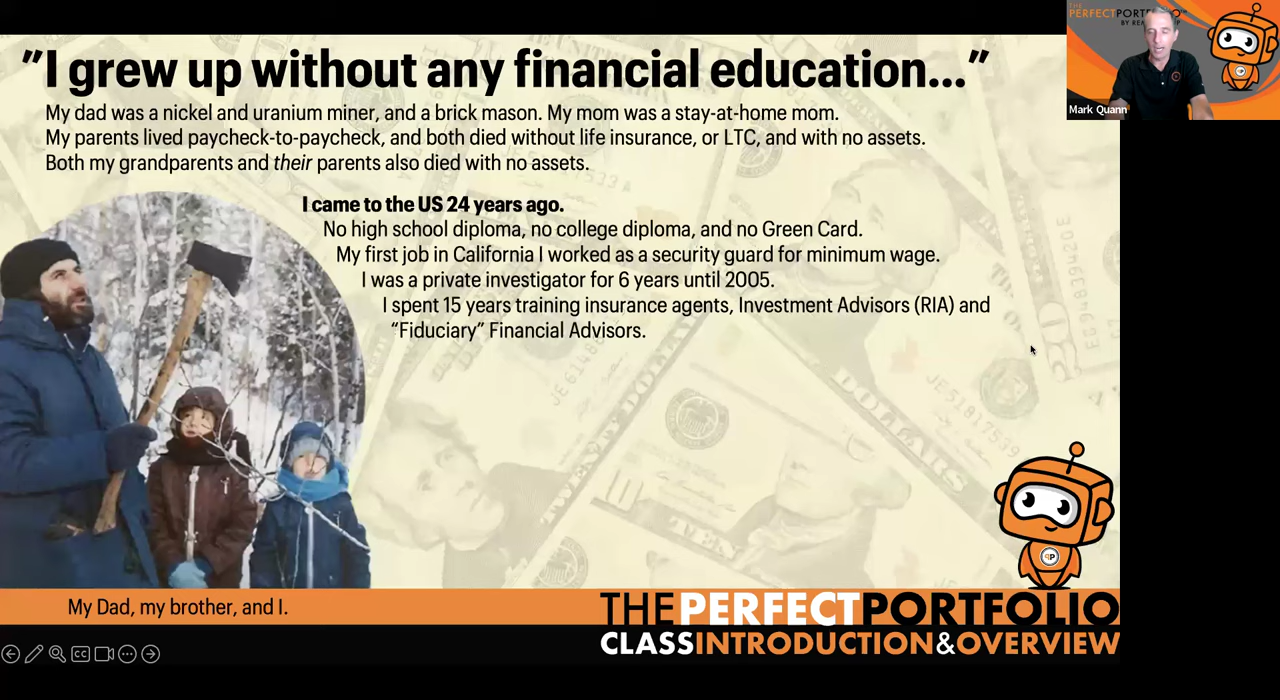 "I grew up without any financial education..."
My dad was a nickel and uranium miner, and a brick mason. My mom was a stay-at-home mom.
My parents lived paycheck-to-paycheck, and both died without life insurance, or LTC, and with no assets.
Both my grandparents and their parents also died with no assets.
I came to the US 24 years ago.
No high school diploma, no college diploma, and no Green Card.
My first job in California I worked as a security guard for minimum wage.
I was a private investigator for 6 years until 2005.
I spent 15 years training insurance agents, Investment Advisors (RIA) and
“Fiduciary” Financial Advisors.
My Dad, my brother, and I.
THEPERFECTPORTFOLIO
CLASSINTRODUCTION&OVERVIEW
Mark Quann
CC